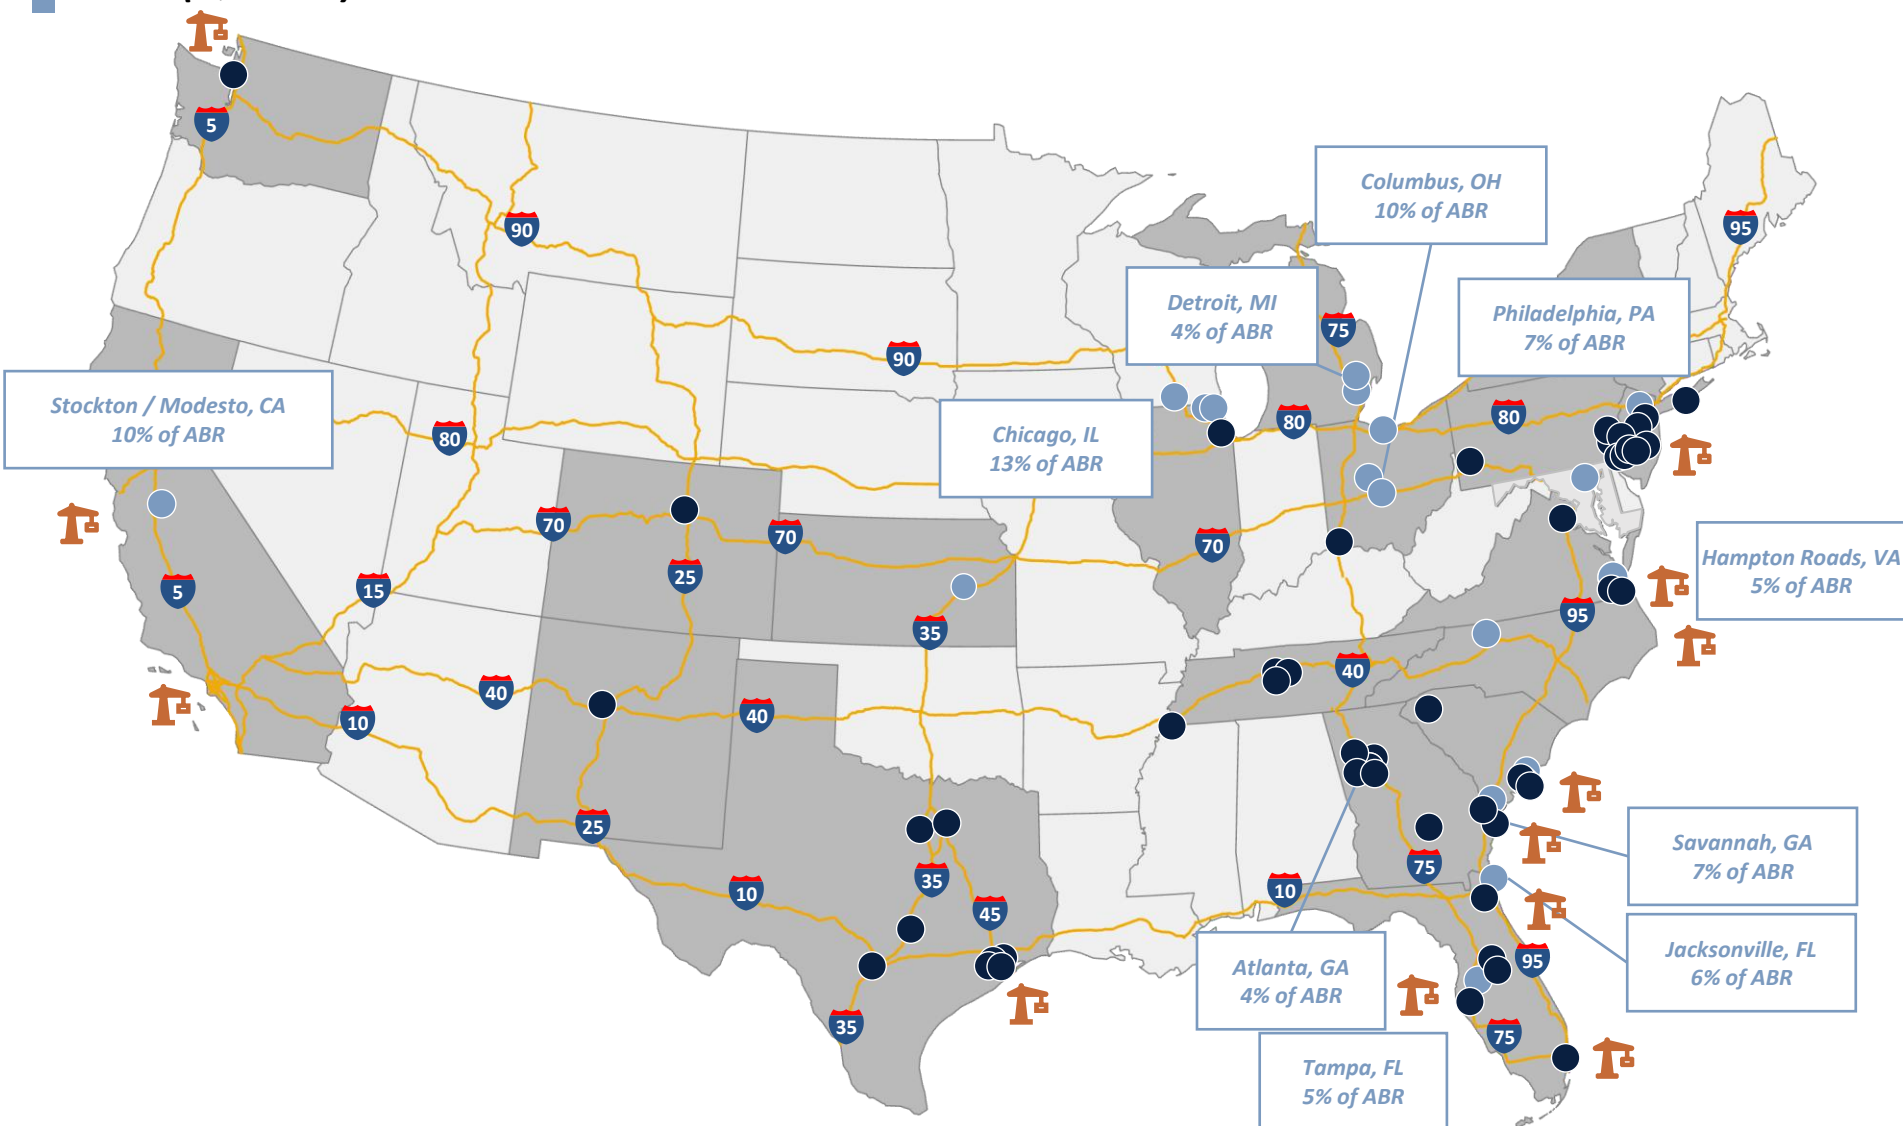 5
90
95
Columbus, OH
10% of ABR
Detroit, MI
4% of ABR
75
Philadelphia, PA
7% of ABR
90
Stockton / Modesto, CA
10% of ABR
80
Chicago, IL
13% of ABR
80
80
70
70
70
25
5
15
35
Hampton Roads, VA
5% of ABR
95
40
40
40
10
25
75
Savannah, GA
7% of ABR
35
10
10
45
Atlanta, GA
4% of ABR
95
Jacksonville, FL
6% of ABR
35
75
Tampa, FL
5% of ABR